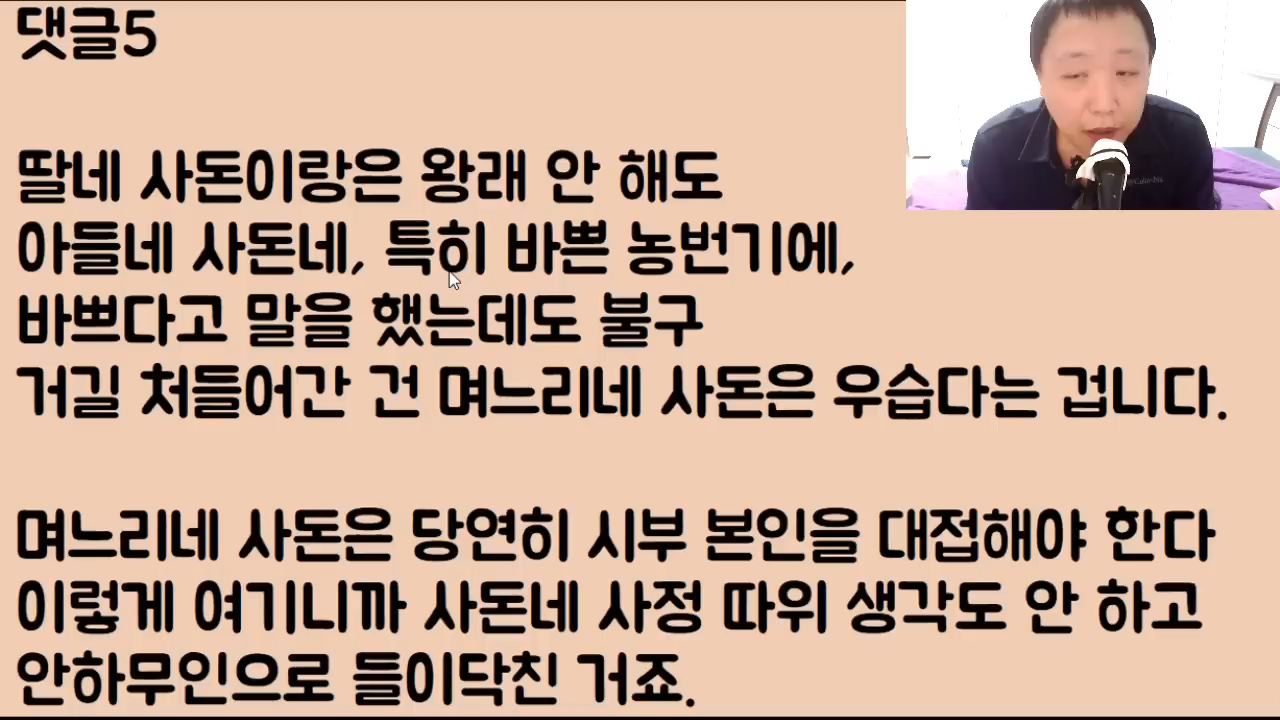 댓글5
딸네 사돈이랑은 왕래 안 해도
아들네 사돈네, 특히 바쁜 농번기에,
바쁘다고 말을 했는데도 불구
거길 처들어간 건 며느리네 사돈은 우습다는 겁니다.
며느리네 사돈은 당연히 시부 본인을 대접해야 한다
이렇게 여기니까 사돈네 사정 따위 생각도 안 하고
안하무인으로 들이닥친 거죠.
Columbia